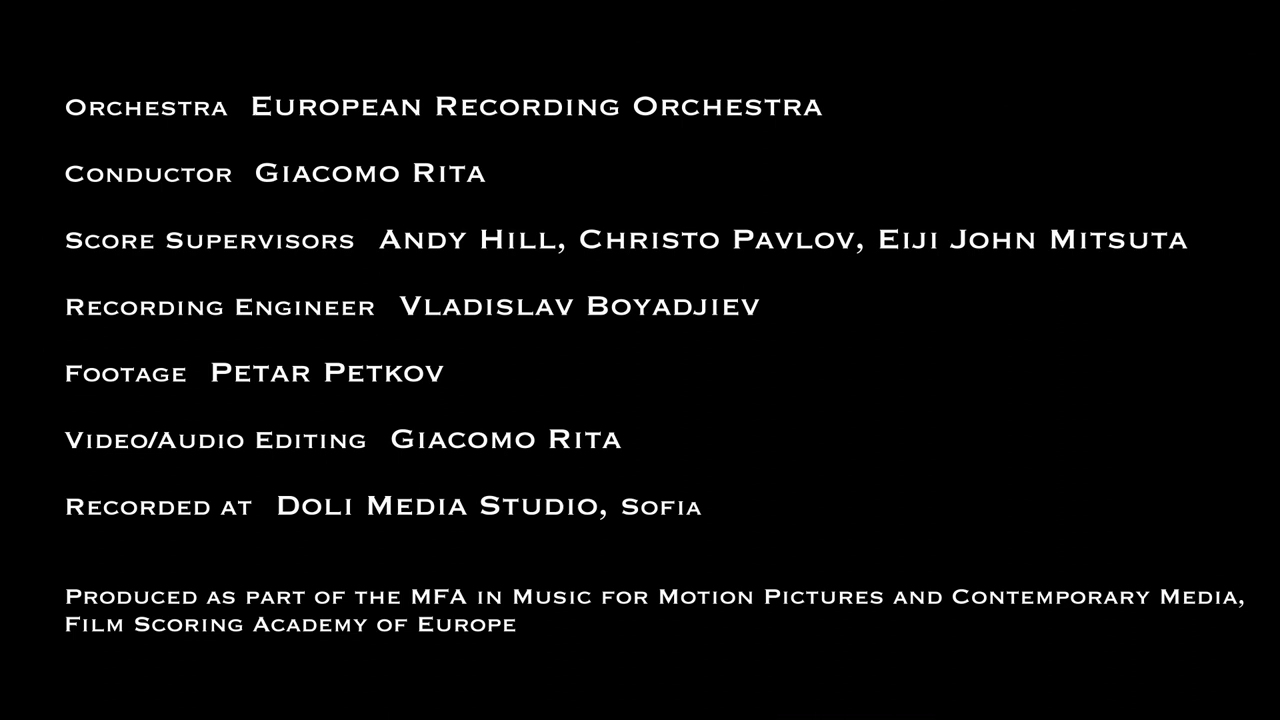 Orchestra European Recording Orchestra
Conductor Giacomo Rita
Score Supervisors Andy Hill, Christo Pavlov, Eiji John Mitsuta
Recording Engineer Vladislav Boyadjiev
Footage Petar Petkov
Video/Audio Editing Giacomo Rita
Recorded at Doli Media Studio, Sofia
Produced as part of the MFA in Music for Motion Pictures and Contemporary Media,
Film Scoring Academy of Europe